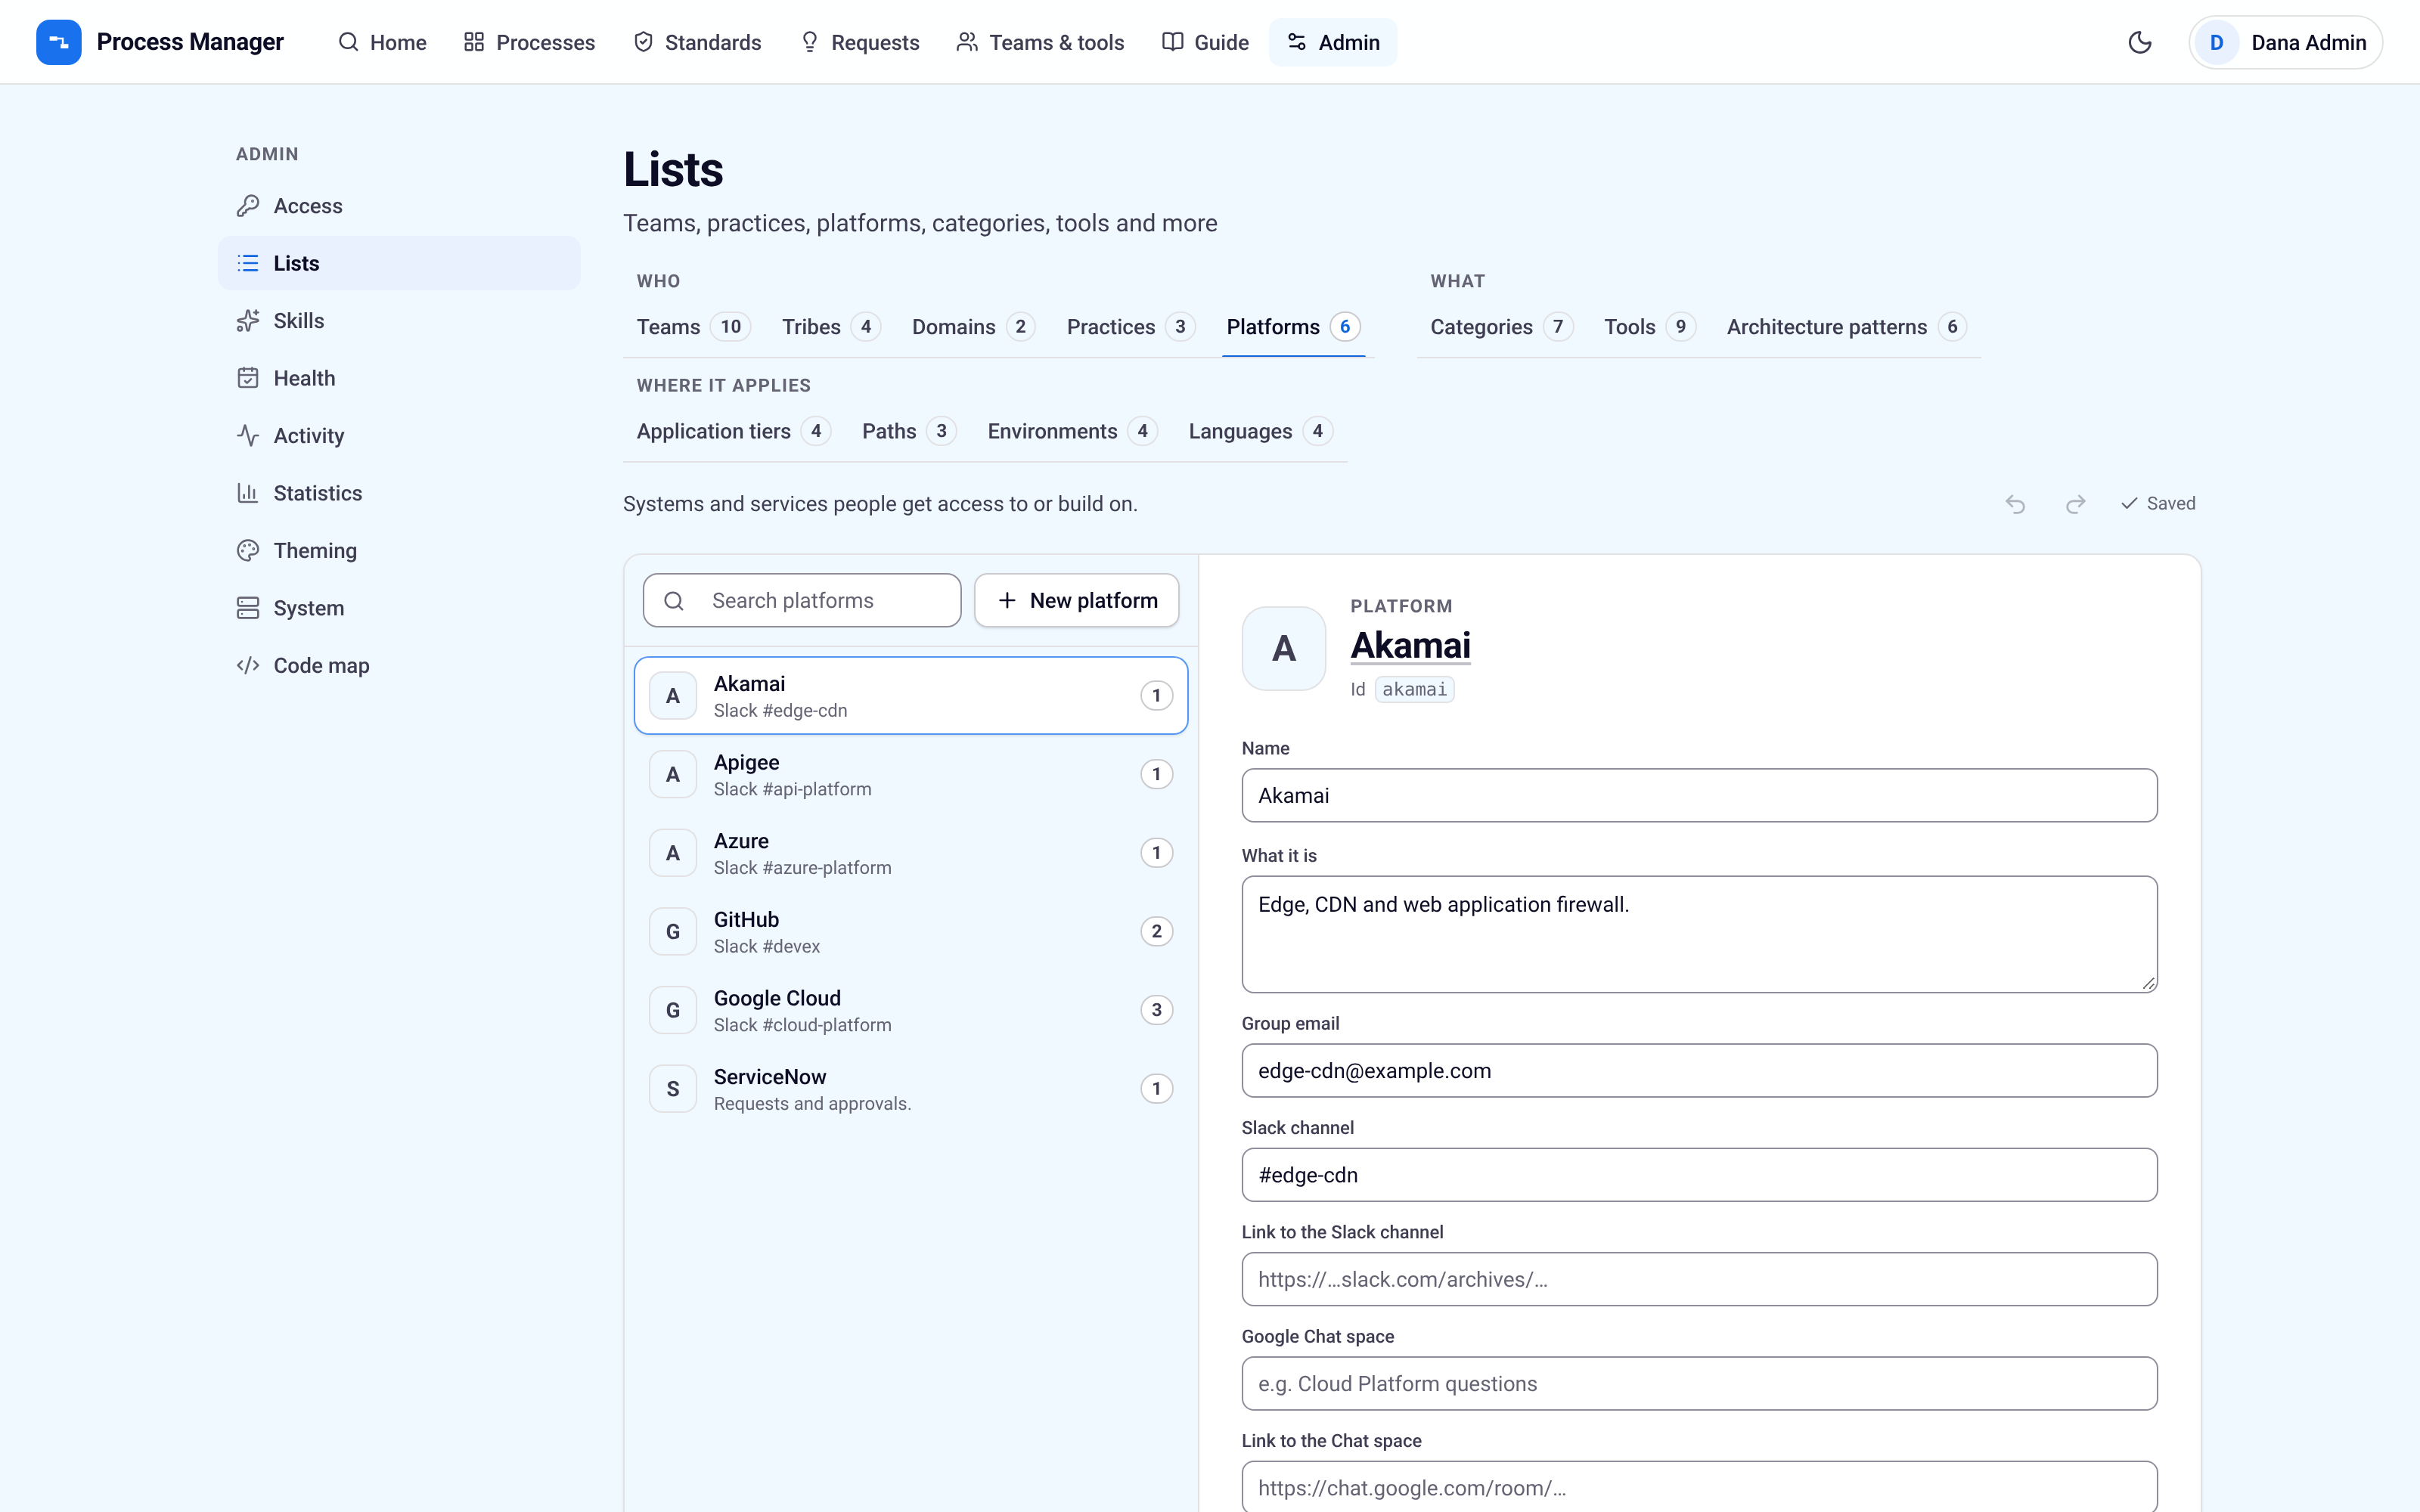 Process Manager
Home
Processes
Standards
Requests
Teams & tools
Guide
Admin
D
Dana Admin
ADMIN
Access
Lists
Skills
Health
Activity
Statistics
Theming
System
Code map
Lists
Teams, practices, platforms, categories, tools and more
WHO
Teams 10
Tribes 4
Domains 2
Practices 3
Platforms 6
WHAT
Categories 7
Tools 9
Architecture patterns 6
WHERE IT APPLIES
Application tiers 4
Paths 3
Environments 4
Languages 4
Systems and services people get access to or build on.
Saved
Search platforms
New platform
A
Akamai
Slack #edge-cdn
1
A
Apigee
Slack #api-platform
1
A
Azure
Slack #azure-platform
1
G
GitHub
Slack #devex
2
G
Google Cloud
Slack #cloud-platform
3
S
ServiceNow
Requests and approvals.
1
A
PLATFORM
Akamai
Id akamai
Name
Akamai
What it is
Edge, CDN and web application firewall.
Group email
edge-cdn@example.com
Slack channel
#edge-cdn
Link to the Slack channel
https://…slack.com/archives/…
Google Chat space
e.g. Cloud Platform questions
Link to the Chat space
https://chat.google.com/room/…